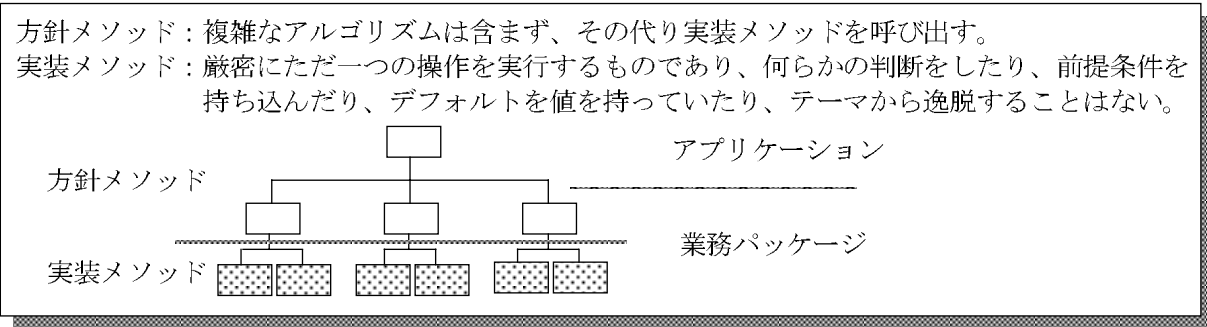 方針メソッド：複雑なアルゴリズムは含まず、その代り実装メソッドを呼び出す。
実装メソッド：厳密にただ一つの操作を実行するものであり、何らかの判断をしたり、前提条件を
持ち込んだり、デフォルトを値を持っていたり、テーマから逸脱することはない。
アプリケーション
方針メソッド
業務パッケージ
実装メソッド